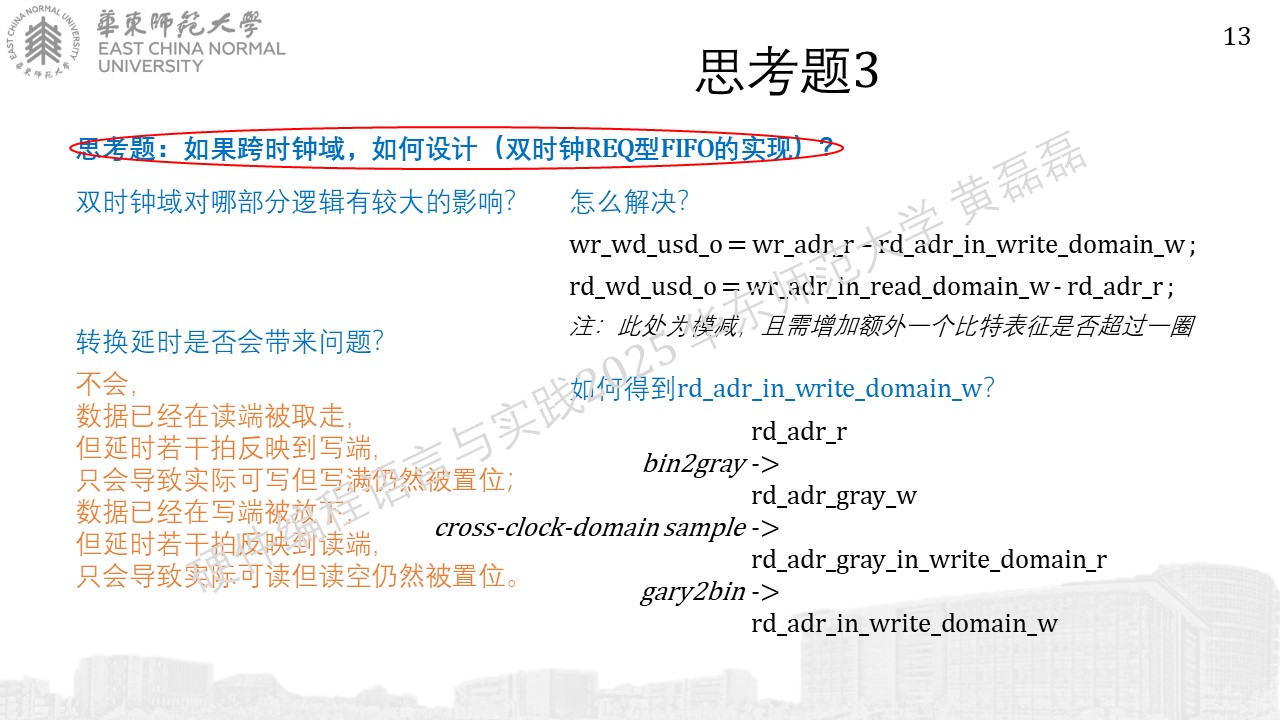 華東師範大學
EAST CHINA NORMAL
UNIVERSITY
EAST CHINA NORMAL UNIVERSITY
華東師范大学
13
思考题3
思考题：如果跨时钟域，如何设计（双时钟REQ型FIFO的实现）？
双时钟域对哪部分逻辑有较大的影响？
转换延时是否会带来问题？
不会，
数据已经在读端被取走，
但延时若干拍反映到写端，
只会导致实际可写但写满仍然被置位；
数据已经在写端被放下，
但延时若干拍反映到读端，
只会导致实际可读但读空仍然被置位。
怎么解决？
wr_wd_usd_o = wr_adr_r - rd_adr_in_write_domain_w ;
rd_wd_usd_o = wr_adr_in_read_domain_w - rd_adr_r ;
注：此处为模减，且需增加额外一个比特表征是否超过一圈
如何得到rd_adr_in_write_domain_w？
rd_adr_r
bin2gray ->
rd_adr_gray_w
cross-clock-domain sample ->
rd_adr_gray_in_write_domain_r
gary2bin ->
rd_adr_in_write_domain_w
硬件编程语言与实践2025 华东师范大学 黄磊磊